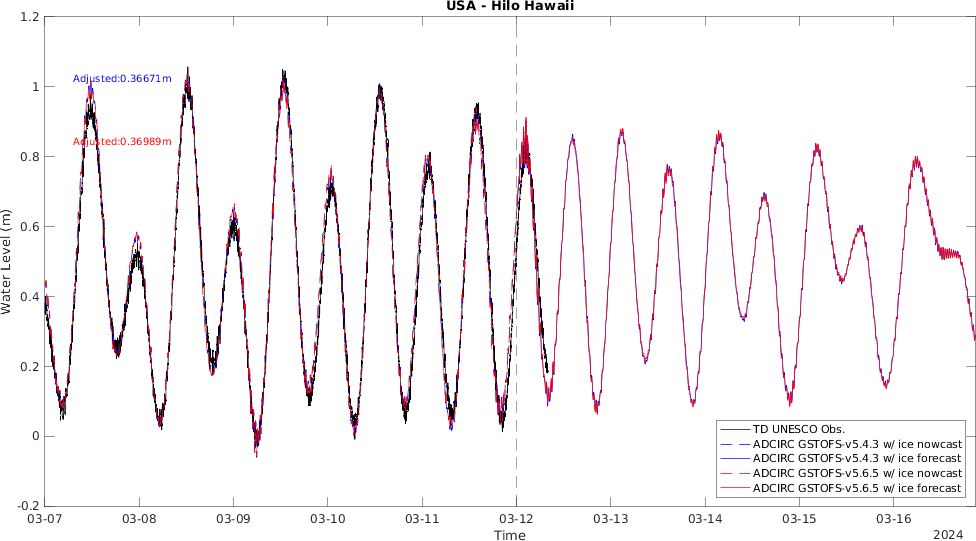 USA - Hilo Hawaii
1.2
1
0.8
0.6
0.4
0.2
0
-0.2
Water Level (m)
Adjusted:0.36671m
Adjusted:0.36989m
TD UNESCO Obs.
ADCIRC GSTOFS-v5.4.3 w/ ice nowcast
ADCIRC GSTOFS-v5.4.3 w/ ice forecast
ADCIRC GSTOFS-v5.6.5 w/ ice nowcast
ADCIRC GSTOFS-v5.6.5 w/ ice forecast
03-07 03-08 03-09 03-10 03-11 03-12 03-13 03-14 03-15 03-16
Time
2024